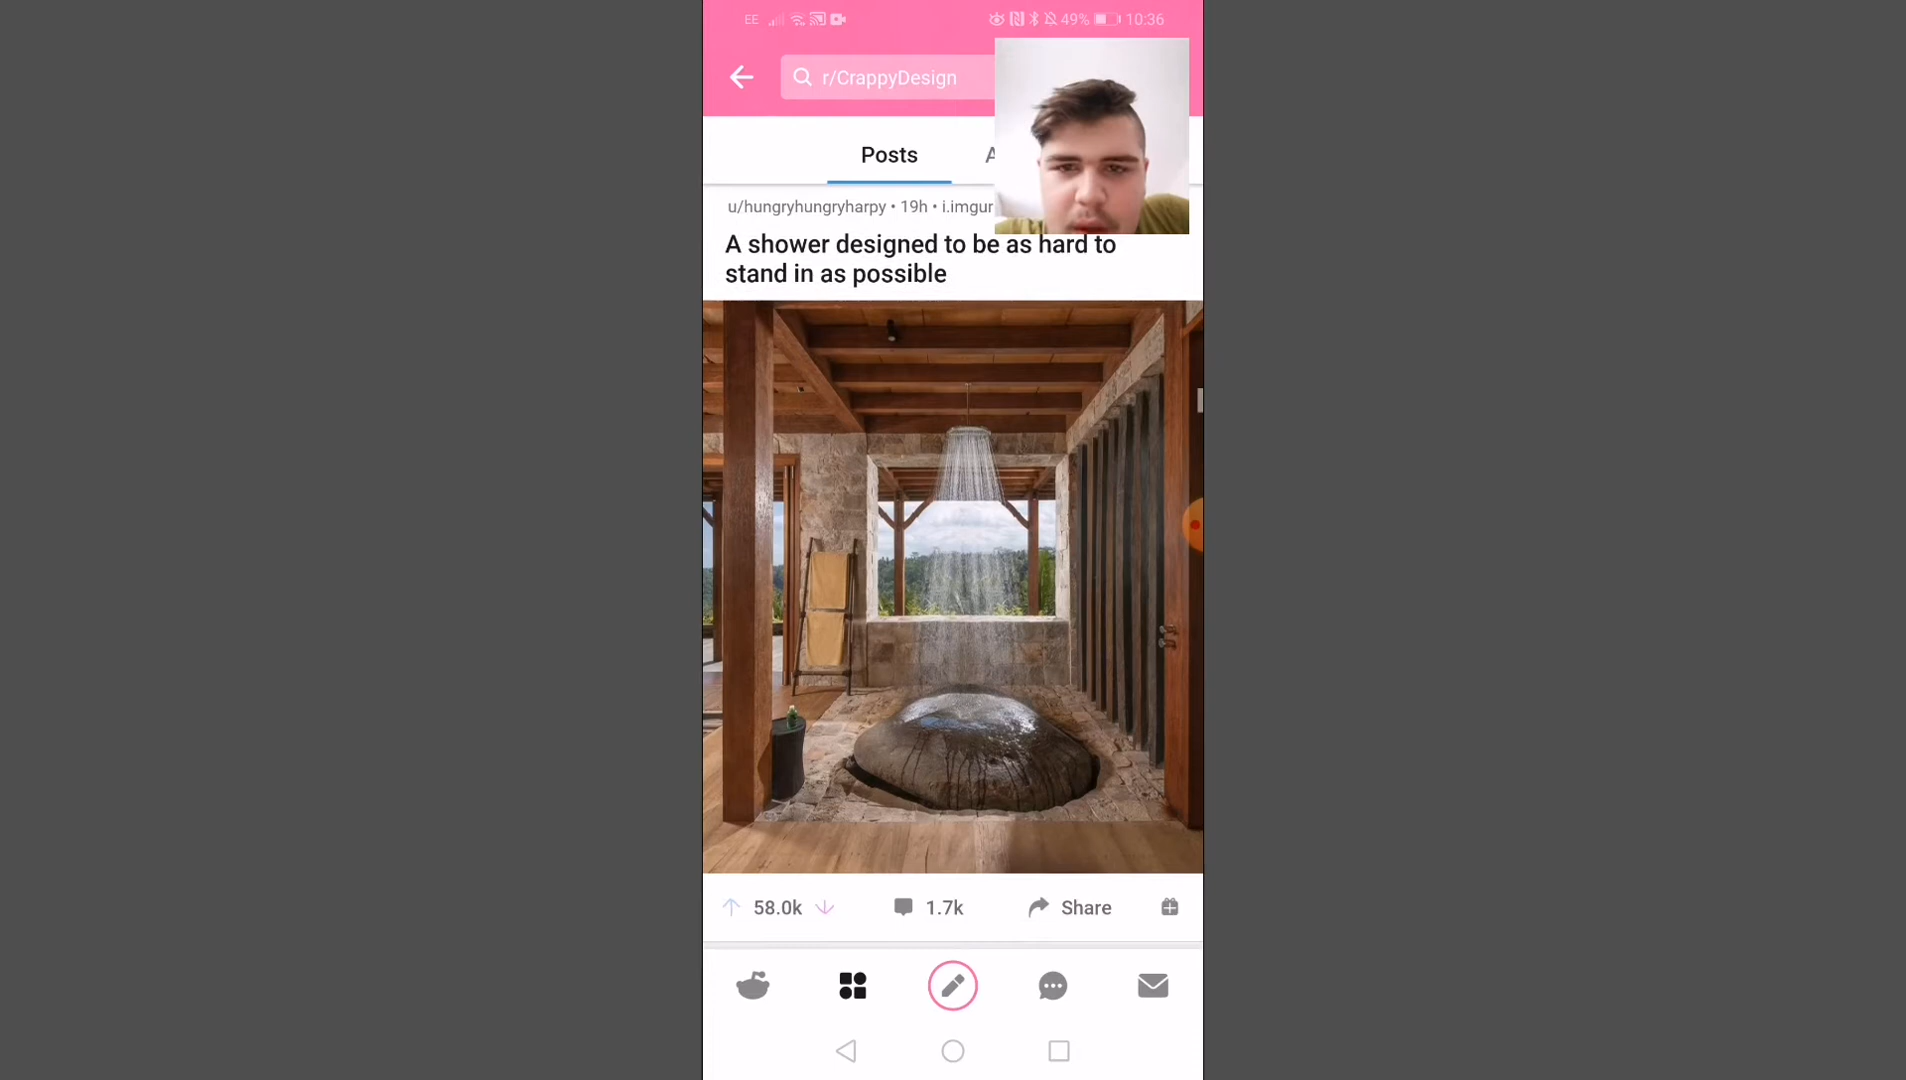 EE 49% 10:36
r/CrappyDesign
Posts A
u/hungryhungryharpy • 19h • i.imgur
A shower designed to be as hard to
stand in as possible
58.0k 1.7k Share